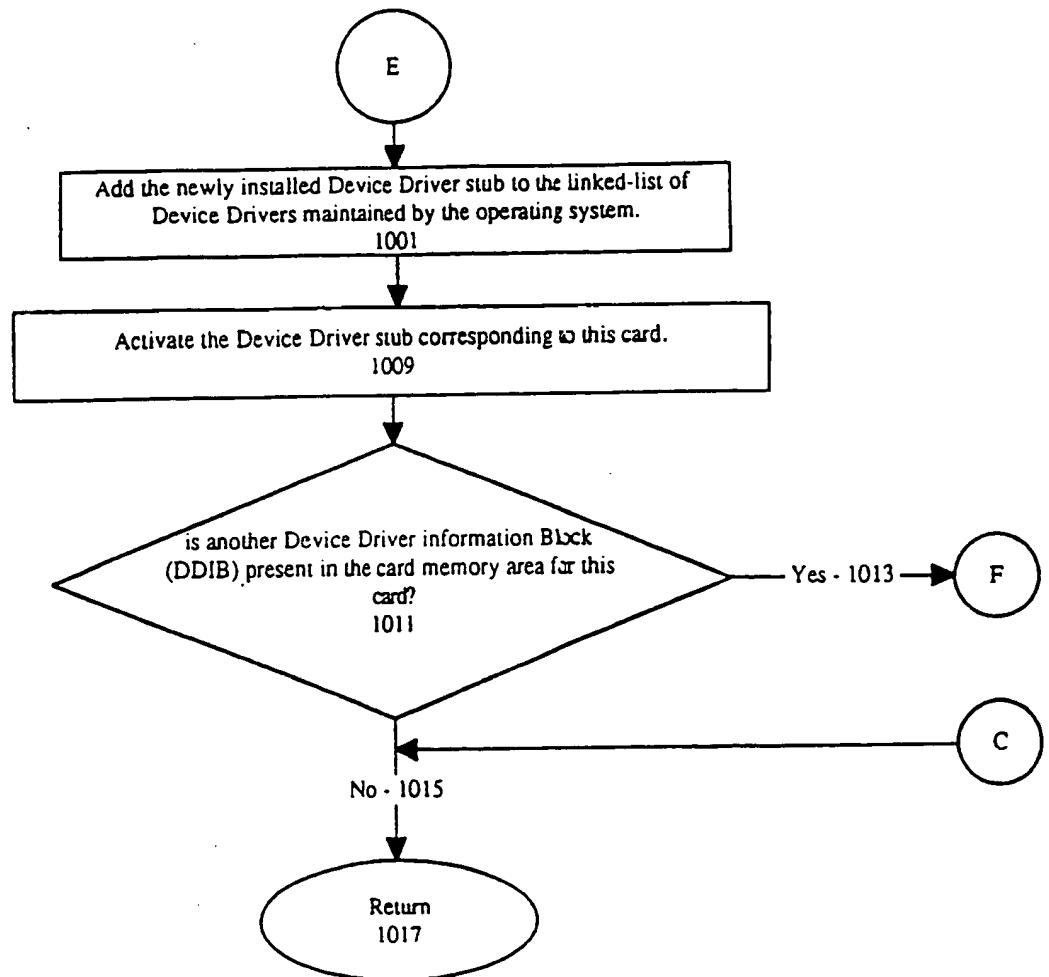 E
Add the newly installed Device Driver stub to the linked-list of
Device Drivers maintained by the operating system.
1001
Activate the Device Driver stub corresponding to this card.
1009
is another Device Driver information Block
(DDIB) present in the card memory area for this
card?
1011
Yes - 1013
F
C
No - 1015
Return
1017